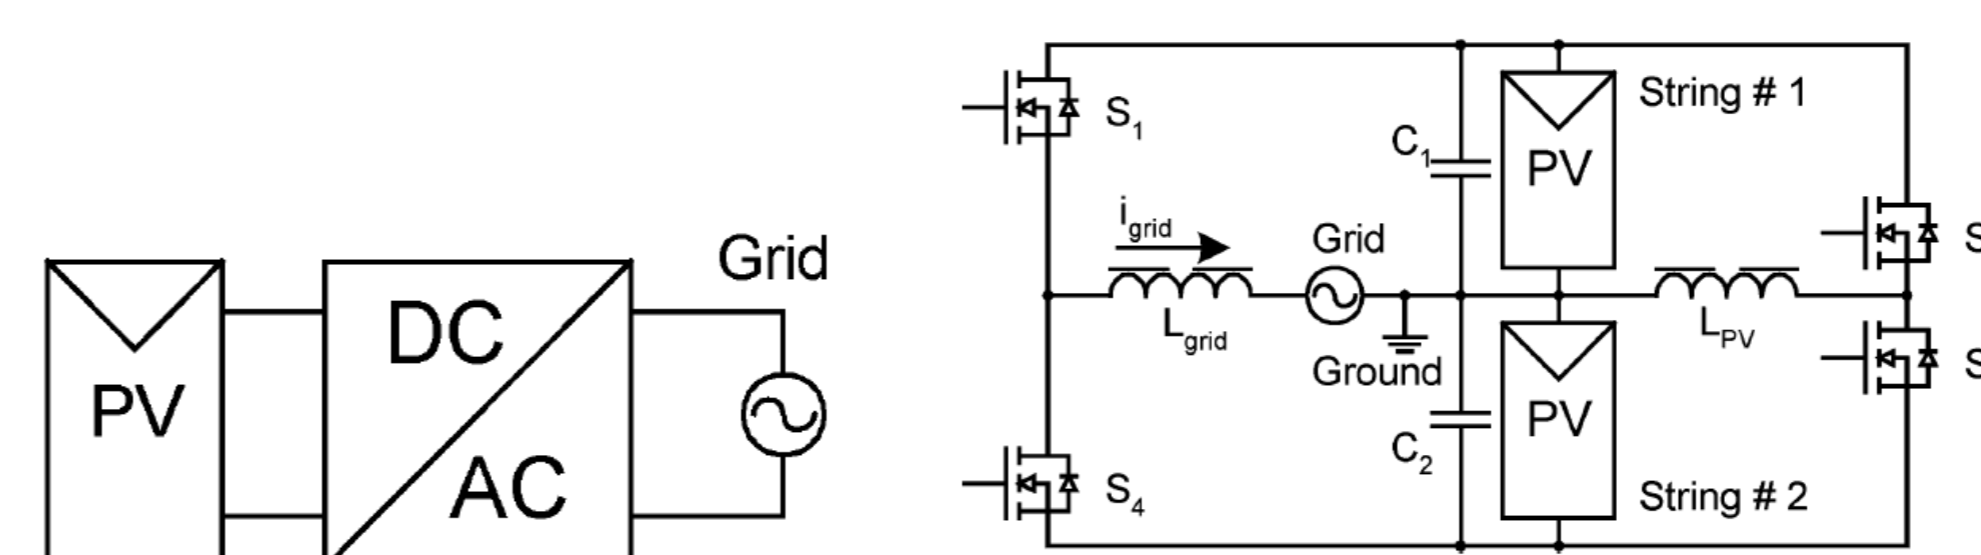 PV
DC
AC
Grid
S1
S4
igrid
Lgrid
Grid
Ground
C1
C2
PV
String # 1
PV
String # 2
LPV
S
S